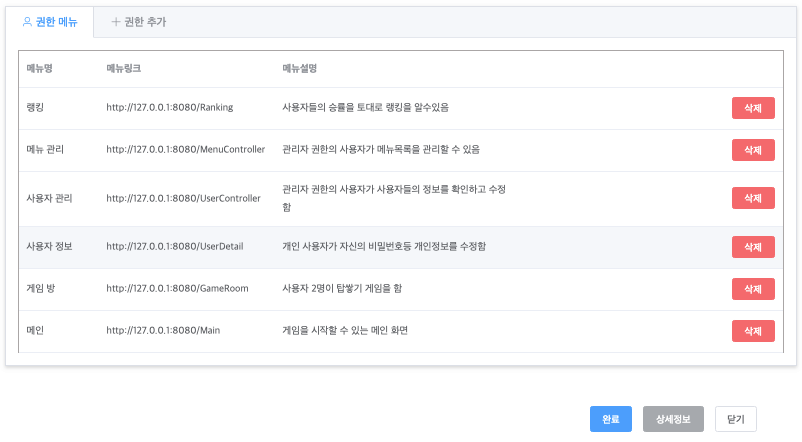 권한 메뉴 권한 추가
메뉴명 메뉴링크 메뉴설명
랭킹 http://127.0.0.1:8080/Ranking 사용자들의 승률을 토대로 랭킹을 알수있음 삭제
메뉴 관리 http://127.0.0.1:8080/MenuController 관리자 권한의 사용자가 메뉴목록을 관리할 수 있음 삭제
사용자 관리 http://127.0.0.1:8080/UserController 관리자 권한의 사용자가 사용자들의 정보를 확인하고 수정
함 삭제
사용자 정보 http://127.0.0.1:8080/UserDetail 개인 사용자가 자신의 비밀번호등 개인정보를 수정함 삭제
게임 방 http://127.0.0.1:8080/GameRoom 사용자 2명이 탑쌓기 게임을 함 삭제
메인 http://127.0.0.1:8080/Main 게임을 시작할 수 있는 메인 화면 삭제
완료 상세정보 닫기